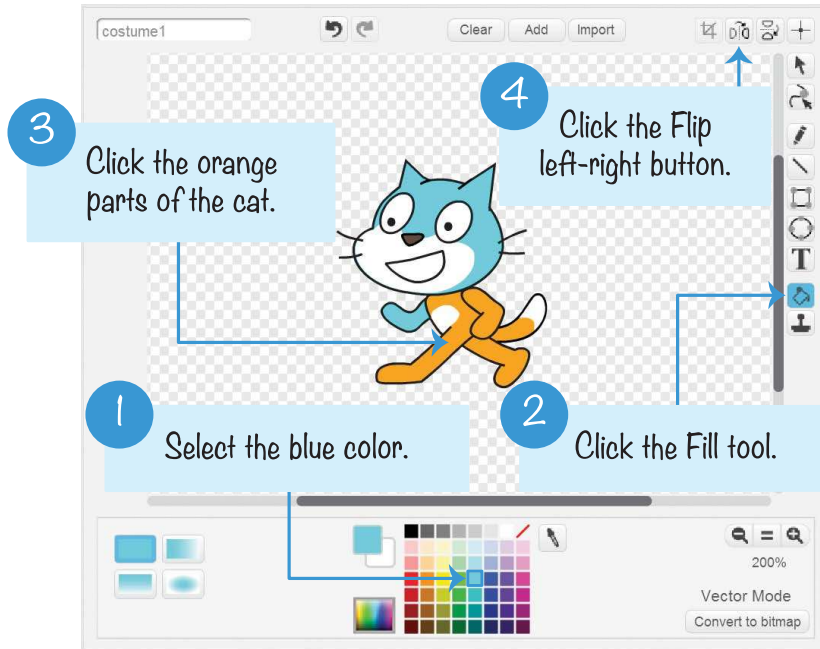 costume1
Clear
Add
Import
4
Click the Flip
left-right button.
3
Click the orange
parts of the cat.
T
1
Select the blue color.
2
Click the Fill tool.
200%
Vector Mode
Convert to bitmap